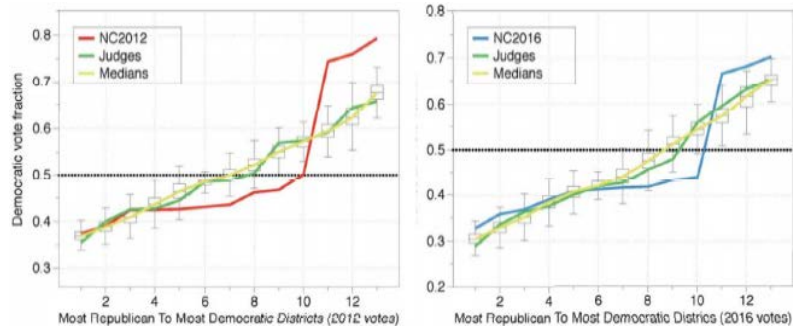 0.8
0.7
0.6
0.5
0.4
0.3
Democratic vote fraction
NC2012
Judges
Medians
2 4 6 8 10 12
Most Republican To Most Democratic Districts (2012 votes)
0.8
0.7
0.6
0.5
0.4
0.3
0.2
NC2016
Judges
Medians
2 4 6 8 10 12
Most Republican To Most Democratic Districts (2016 votes)